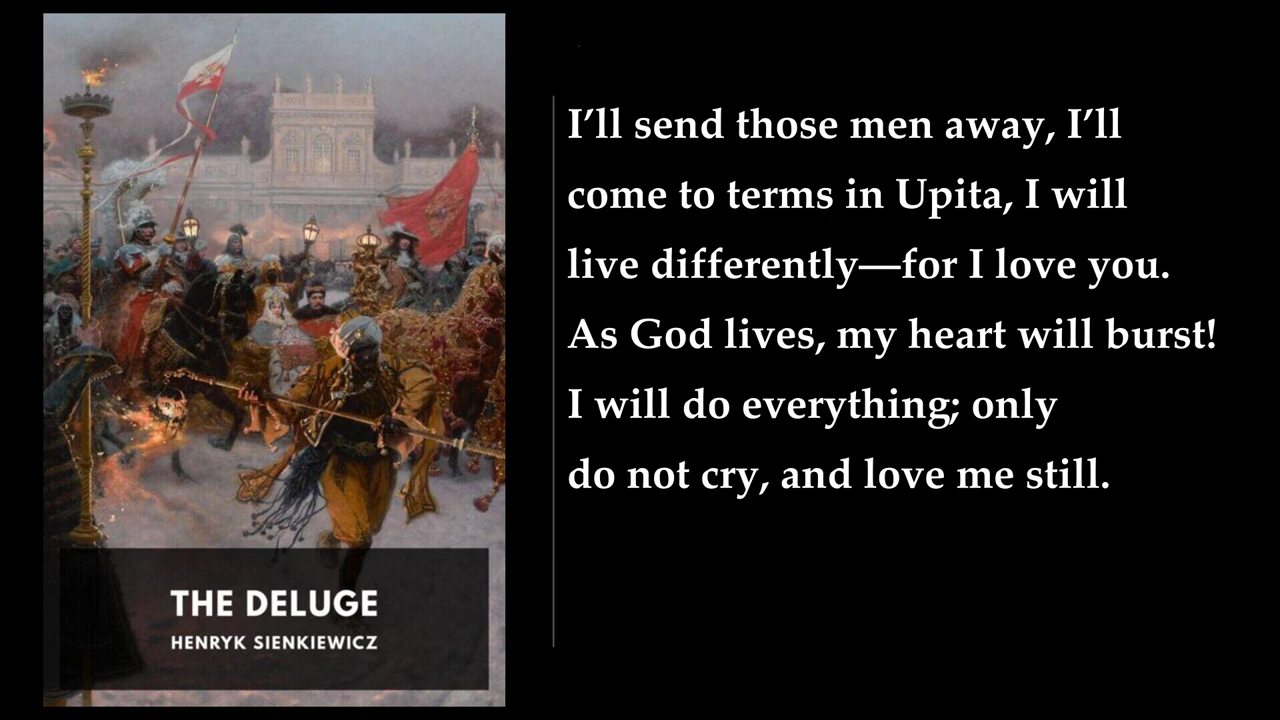 I’ll send those men away, I’ll
come to terms in Upita, I will
live differently—for I love you.
As God lives, my heart will burst!
I will do everything; only
do not cry, and love me still.
THE DELUGE
HENRYK SIENKIEWICZ